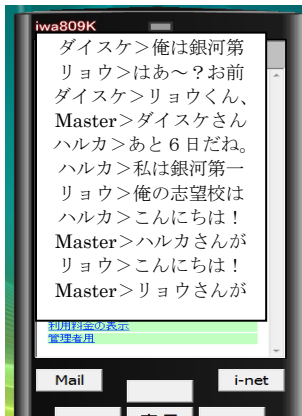 iwa809K
ダイスケ＞俺は銀河第
リョウ＞はあ～？お前
ダイスケ＞リョウくん、
Master＞ダイスケさん
ハルカ＞あと６日だね。
ハルカ＞私は銀河第一
リョウ＞俺の志望校は
ハルカ＞こんにちは！
Master＞ハルカさんが
リョウ＞こんにちは！
Master＞リョウさんが
利用料金の表示
管理者用
Mail
i-net